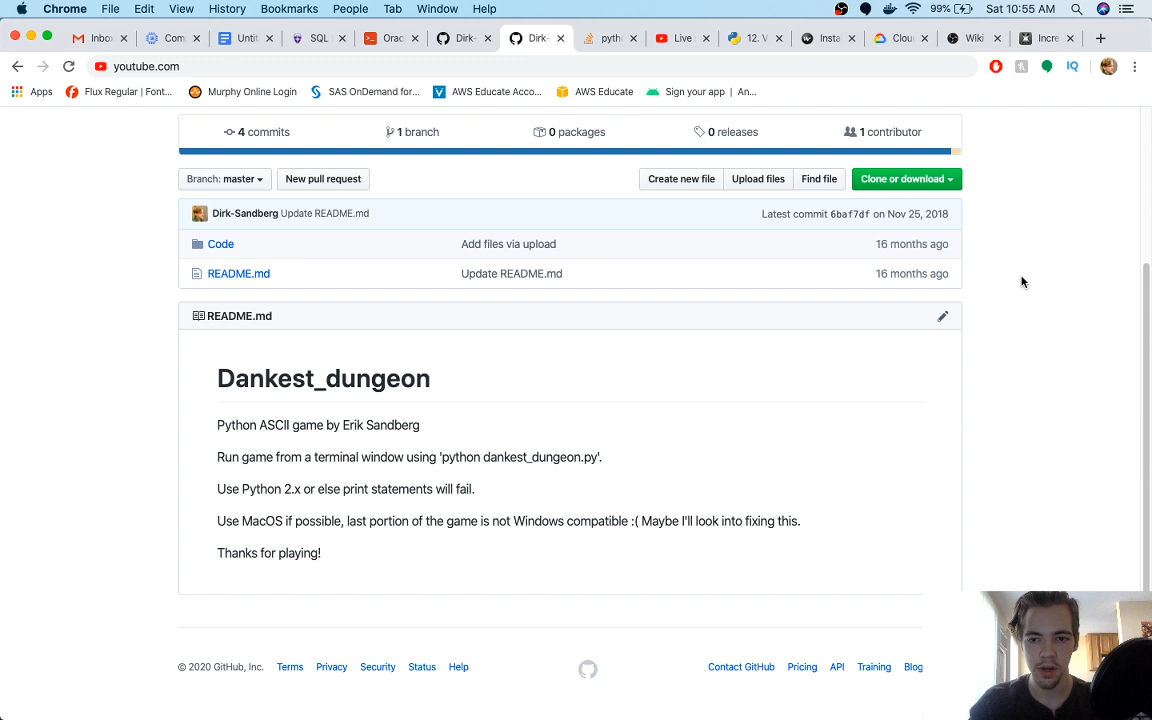 Chrome File Edit View History Bookmarks People Tab Window Help 99% Sat 10:55 AM
Inbo Com Untit SQL Orac Dirk- Dirk- pytho Live 12. V Insta Clou Wiki Incre
youtube.com IQ
Apps Flux Regular | Font... Murphy Online Login SAS OnDemand for... AWS Educate Acco... AWS Educate Sign your app | An...
4 commits 1 branch 0 packages 0 releases 1 contributor
Branch: master New pull request Create new file Upload files Find file Clone or download
Dirk-Sandberg Update README.md Latest commit 6baf7df on Nov 25, 2018
Code Add files via upload 16 months ago
README.md Update README.md 16 months ago
README.md
Dankest_dungeon
Python ASCII game by Erik Sandberg
Run game from a terminal window using 'python dankest_dungeon.py'.
Use Python 2.x or else print statements will fail.
Use MacOS if possible, last portion of the game is not Windows compatible :( Maybe I'll look into fixing this.
Thanks for playing!
© 2020 GitHub, Inc. Terms Privacy Security Status Help Contact GitHub Pricing API Training Blog